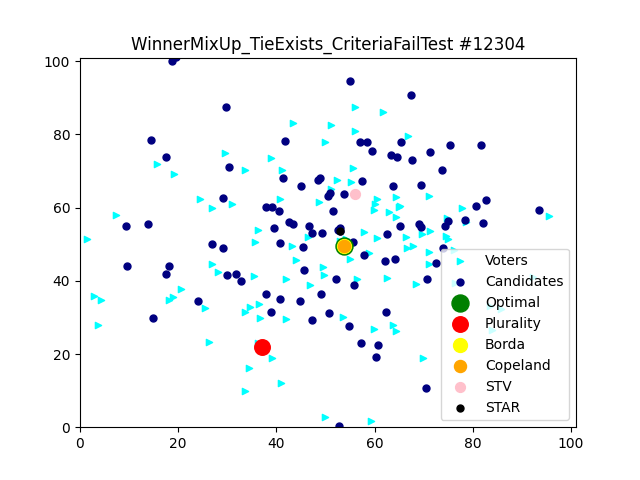 WinnerMixUp_TieExists_CriteriaFailTest #12304
100
80
60
40
20
0
0 20 40 60 80 100
Voters
Candidates
Optimal
Plurality
Borda
Copeland
STV
STAR